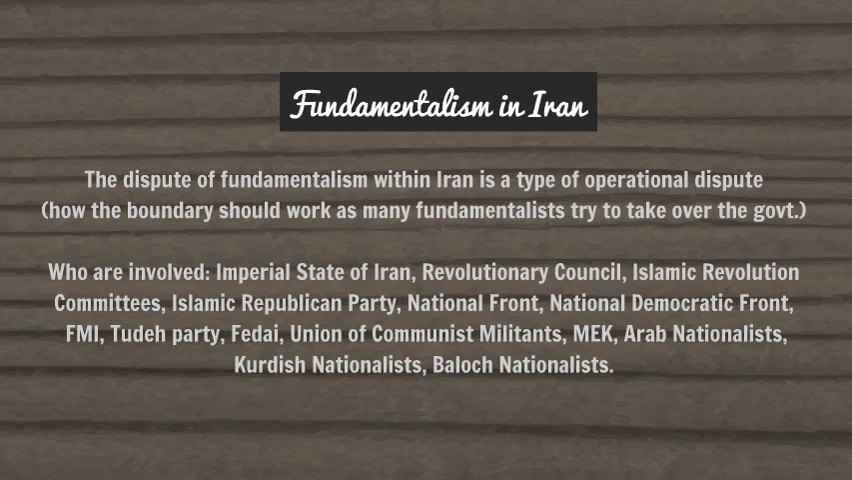 Fundamentalism in Iran
The dispute of fundamentalism within Iran is a type of operational dispute
(how the boundary should work as many fundamentalists try to take over the govt.)
Who are involved: Imperial State of Iran, Revolutionary Council, Islamic Revolution
Committees, Islamic Republican Party, National Front, National Democratic Front,
FMI, Tudeh party, Fedai, Union of Communist Militants, MEK, Arab Nationalists,
Kurdish Nationalists, Baloch Nationalists.